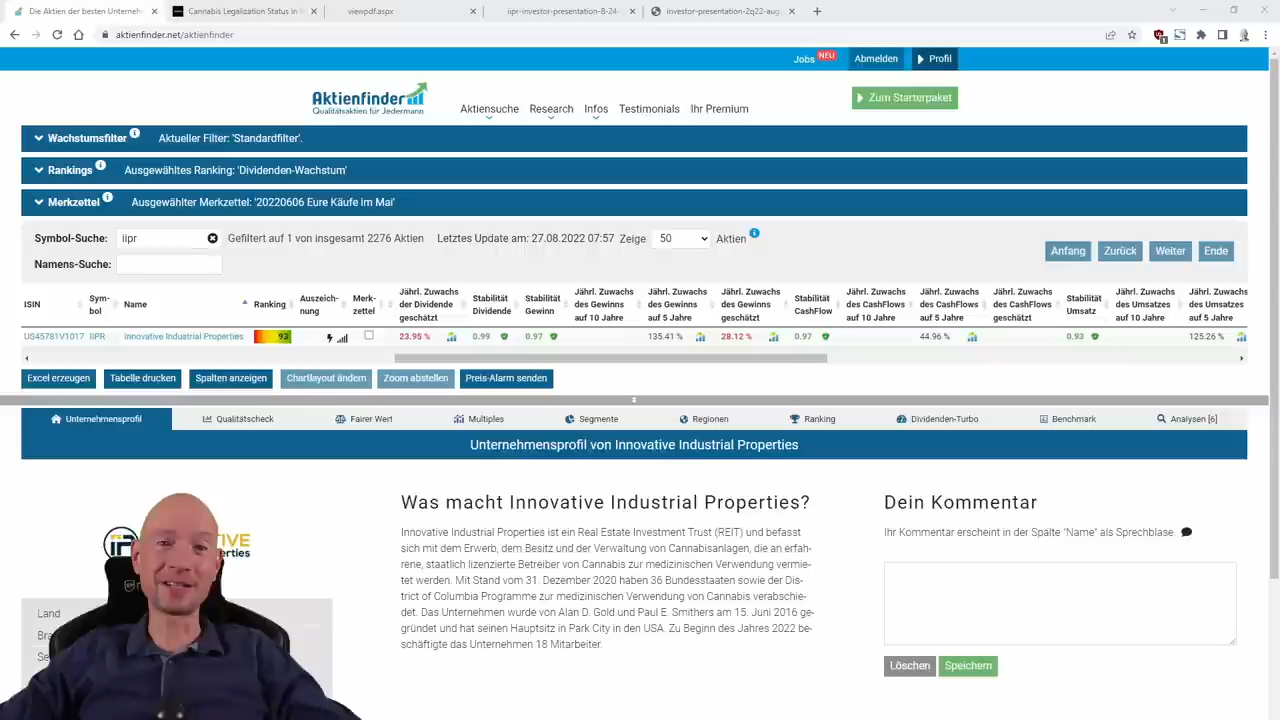 Die Aktien der besten Unterneh
Cannabis Legalization Status in
viewpdf.aspx
iipr-investor-presentation-8-24-
investor-presentation-2q22-aug
aktienfinder.net/aktienfinder
Jobs NEU
Abmelden
Profil
Aktienfinder
Qualitätsaktien für Jedermann
Aktiensuche
Research
Infos
Testimonials
Ihr Premium
Zum Starterpaket
Wachstumsfilter Aktueller Filter: 'Standardfilter'.
Rankings Ausgewähltes Ranking: 'Dividenden-Wachstum'
Merkzettel Ausgewählter Merkzettel: '20220606 Eure Käufe im Mai'
Symbol-Suche: iipr Gefiltert auf 1 von insgesamt 2276 Aktien Letztes Update am: 27.08.2022 07:57 Zeige 50 Aktien
Namens-Suche:
Anfang Zurück Weiter Ende
ISIN
Sym-
bol
Name
Ranking
Auszeich-
nung
Merk-
zettel
Jährl. Zuwachs
der Dividende
geschätzt
Stabilität
Dividende
Stabilität
Gewinn
Jährl. Zuwachs
des Gewinns
auf 10 Jahre
Jährl. Zuwachs
des Gewinns
auf 5 Jahre
Jährl. Zuwachs
des Gewinns
geschätzt
Stabilität
CashFlow
Jährl. Zuwachs
des CashFlows
auf 10 Jahre
Jährl. Zuwachs
des CashFlows
auf 5 Jahre
Jährl. Zuwachs
des CashFlows
geschätzt
Stabilität
Umsatz
Jährl. Zuwachs
des Umsatzes
auf 10 Jahre
Jährl. Zuwachs
des Umsatzes
auf 5 Jahre
US45781V1017 IIPR Innovative Industrial Properties 93 23.95 % 0.99 0.97 135.41 % 28.12 % 0.97 44.96 % 0.93 125.26 %
Excel erzeugen Tabelle drucken Spalten anzeigen Chartlayout ändern Zoom abstellen Preis-Alarm senden
Unternehmensprofil Qualitätscheck Fairer Wert Multiples Segmente Regionen Ranking Dividenden-Turbo Benchmark Analysen [6]
Unternehmensprofil von Innovative Industrial Properties
Land
Was macht Innovative Industrial Properties?
Innovative Industrial Properties ist ein Real Estate Investment Trust (REIT) und befasst
sich mit dem Erwerb, dem Besitz und der Verwaltung von Cannabisanlagen, die an erfah-
rene, staatlich lizenzierte Betreiber von Cannabis zur medizinischen Verwendung vermie-
tet werden. Mit Stand vom 31. Dezember 2020 haben 36 Bundesstaaten sowie der Dis-
trict of Columbia Programme zur medizinischen Verwendung von Cannabis verabschie-
det. Das Unternehmen wurde von Alan D. Gold und Paul E. Smithers am 15. Juni 2016 ge-
gründet und hat seinen Hauptsitz in Park City in den USA. Zu Beginn des Jahres 2022 be-
schäftigte das Unternehmen 18 Mitarbeiter.
Dein Kommentar
Ihr Kommentar erscheint in der Spalte "Name" als Sprechblase.
Löschen Speichern